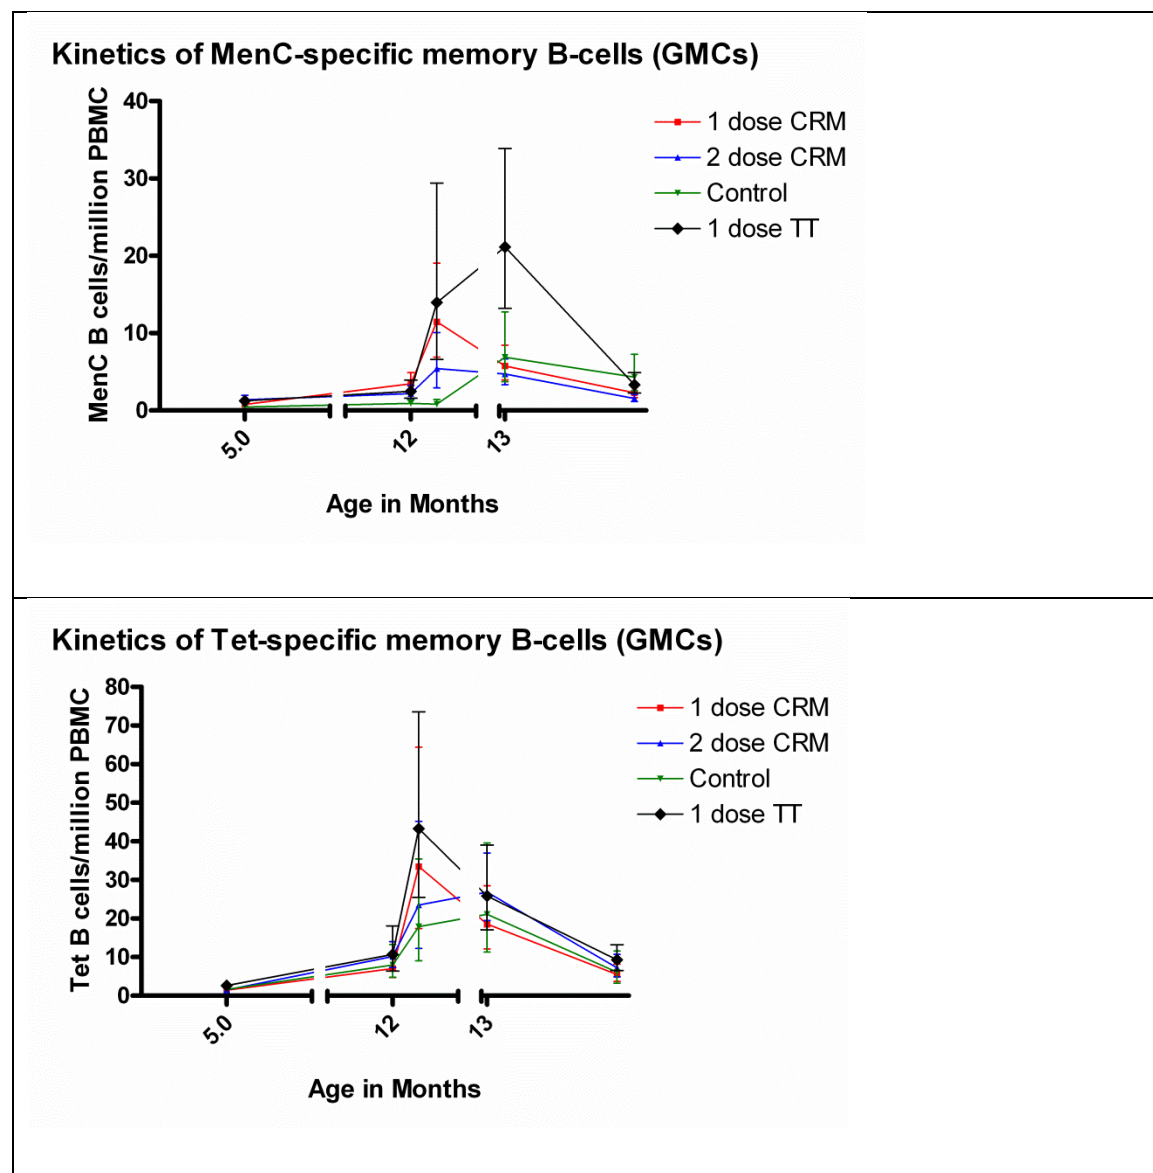 Kinetics of MenC-specific memory B-cells (GMCs)
MenC B cells/million PBMC
40
30
20
10
0
1 dose CRM
2 dose CRM
Control
1 dose TT
5.0
12
13
Age in Months
Kinetics of Tet-specific memory B-cells (GMCs)
Tet B cells/million PBMC
80
70
60
50
40
30
20
10
0
1 dose CRM
2 dose CRM
Control
1 dose TT
5.0
12
13
Age in Months